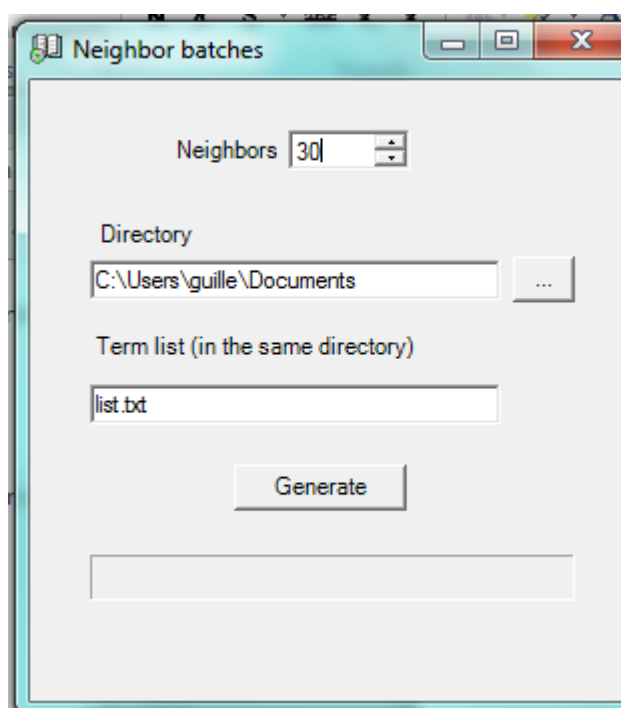 Neighbor batches
Neighbors 30
Directory
C:\Users\guille\Documents
...
Term list (in the same directory)
list.txt
Generate